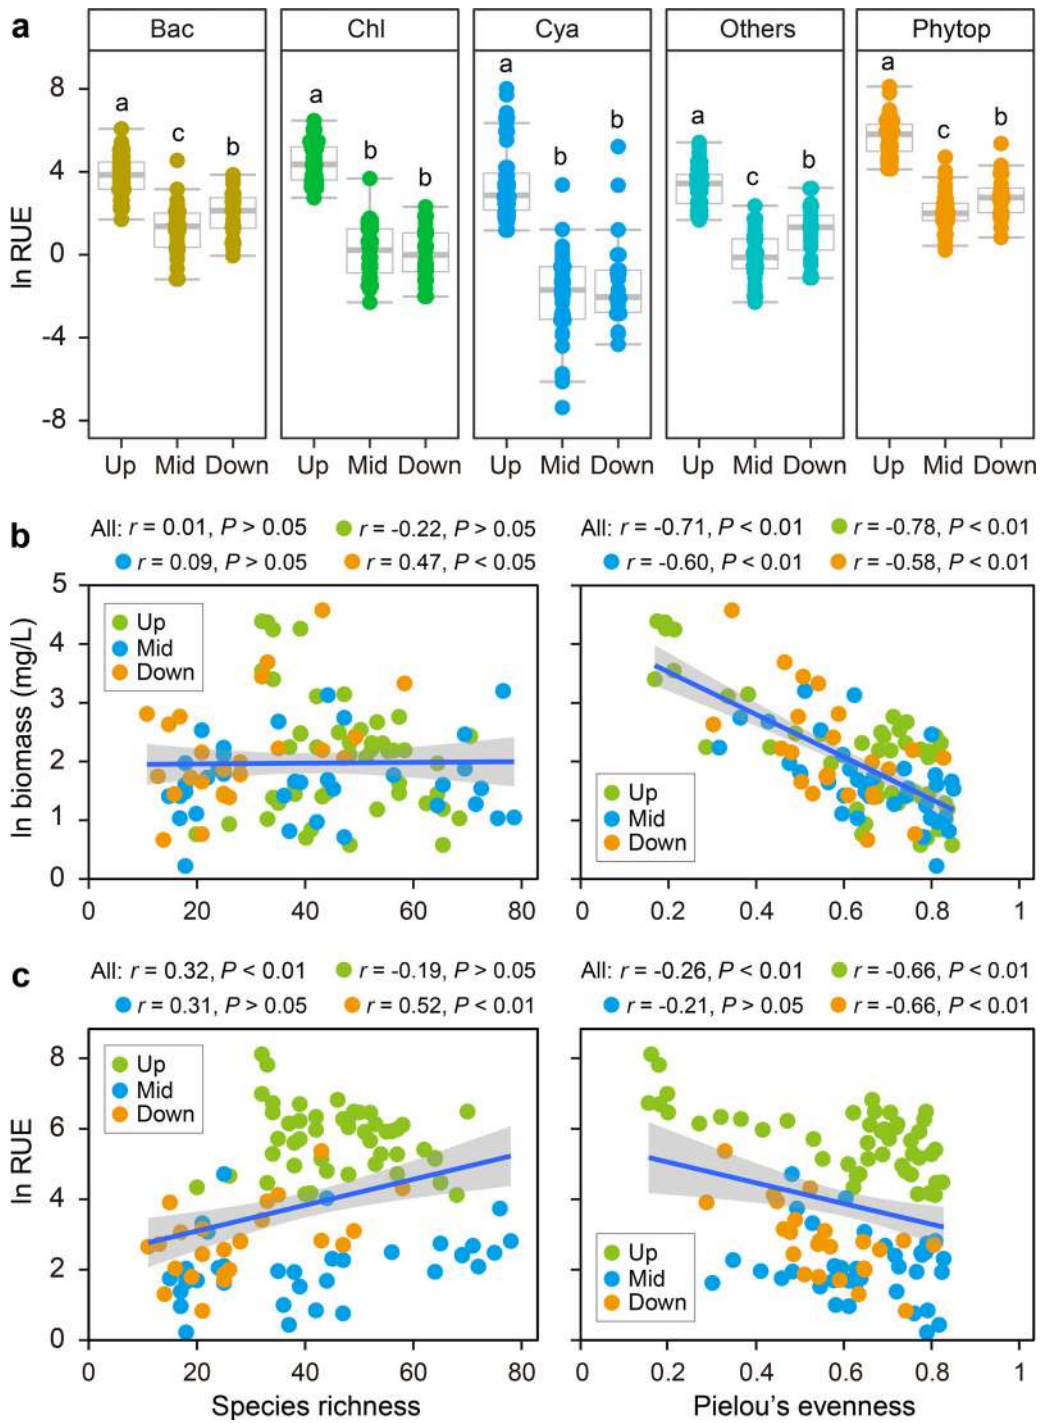 a
Bac Chl Cya Others Phytop
8
4
0
-4
-8
ln RUE
a c b
a b b
a b b
a c b
a c b
Up Mid Down Up Mid Down Up Mid Down Up Mid Down Up Mid Down
b
All: r = 0.01, P > 0.05 r = -0.22, P > 0.05
r = 0.09, P > 0.05 r = 0.47, P < 0.05
All: r = -0.71, P < 0.01 r = -0.78, P < 0.01
r = -0.60, P < 0.01 r = -0.58, P < 0.01
5
4
3
2
1
0
ln biomass (mg/L)
Up
Mid
Down
0 20 40 60 80
Up
Mid
Down
0 0.2 0.4 0.6 0.8 1
c
All: r = 0.32, P < 0.01 r = -0.19, P > 0.05
r = 0.31, P > 0.05 r = 0.52, P < 0.01
All: r = -0.26, P < 0.01 r = -0.66, P < 0.01
r = -0.21, P > 0.05 r = -0.66, P < 0.01
8
6
4
2
0
ln RUE
Up
Mid
Down
0 20 40 60 80
Species richness
Up
Mid
Down
0 0.2 0.4 0.6 0.8 1
Pielou's evenness